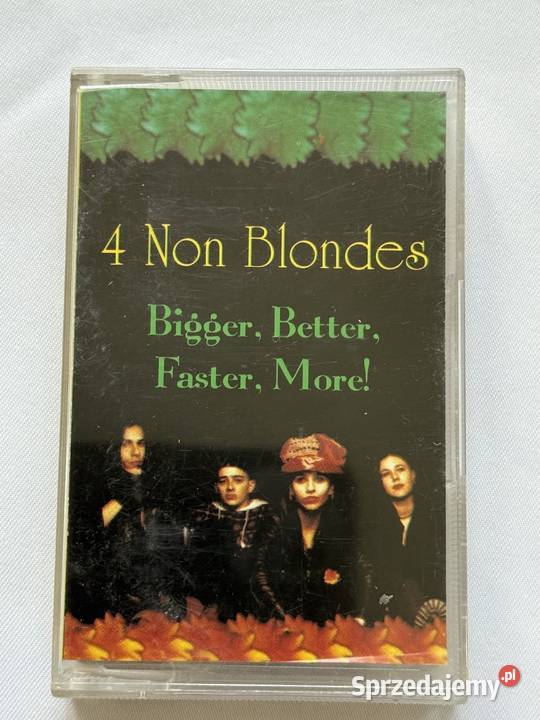 4 Non Blondes
Bigger, Better,
Faster, More!
Sprzedajemy.pl